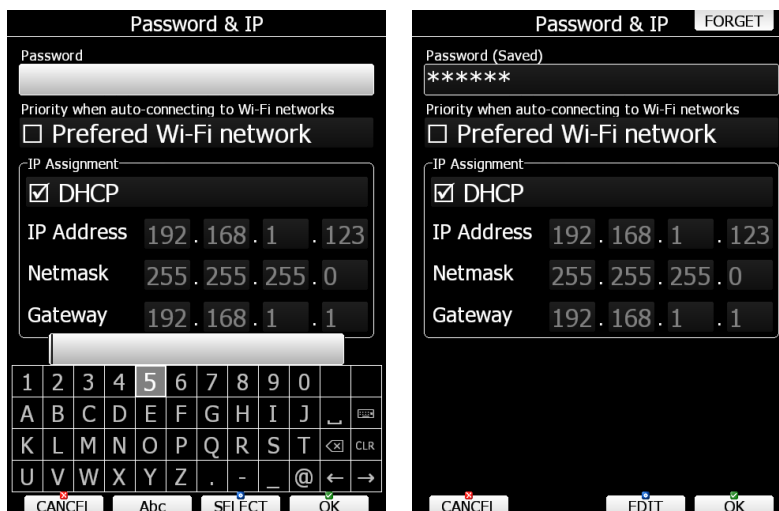 Password & IP
Password
Priority when auto-connecting to Wi-Fi networks
Prefered Wi-Fi network
IP Assignment
DHCP
IP Address 192 . 168 . 1 . 123
Netmask 255 . 255 . 255 . 0
Gateway 192 . 168 . 1 . 1
1 2 3 4 5 6 7 8 9 0
A B C D E F G H I J
K L M N O P Q R S T CLR
U V W X Y Z . - _ @ ← →
CANCEL Abc SELECT OK
Password & IP FORGET
Password (Saved)
******
Priority when auto-connecting to Wi-Fi networks
Prefered Wi-Fi network
IP Assignment
DHCP
IP Address 192 . 168 . 1 . 123
Netmask 255 . 255 . 255 . 0
Gateway 192 . 168 . 1 . 1
CANCEL EDIT OK